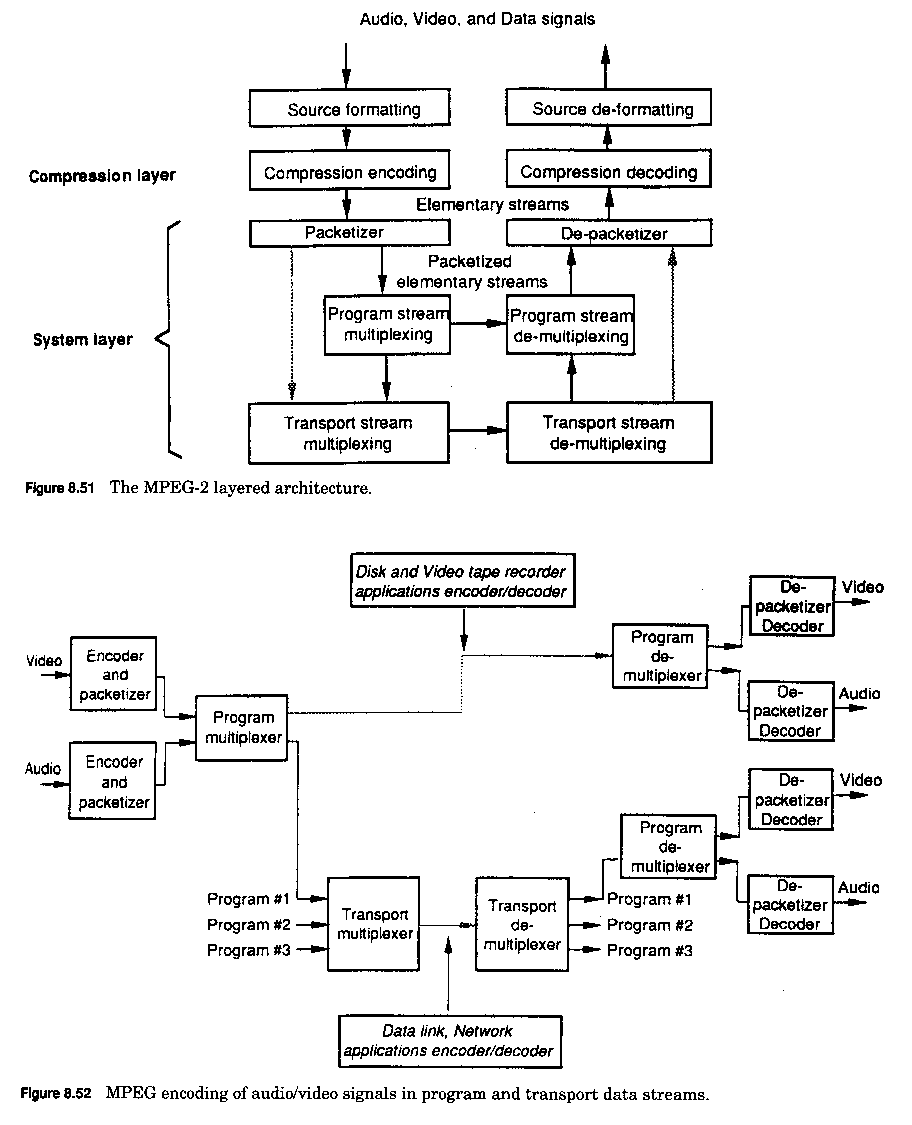 Audio, Video, and Data signals
Source formatting
Source de-formatting
Compression layer
Compression encoding
Compression decoding
Elementary streams
Packetizer
De-packetizer
Packetized
elementary streams
System layer
Program stream
multiplexing
Program stream
de-multiplexing
Transport stream
multiplexing
Transport stream
de-multiplexing
Figure 8.51 The MPEG-2 layered architecture.
Disk and Video tape recorder
applications encoder/decoder
Video
Encoder
and
packetizer
Audio
Encoder
and
packetizer
Program
multiplexer
Program
de-
multiplexer
De-
packetizer
Decoder
Video
De-
packetizer
Decoder
Audio
Program #1
Program #2
Program #3
Transport
multiplexer
Transport
de-
multiplexer
Program #1
Program #2
Program #3
Program
de-
multiplexer
De-
packetizer
Decoder
Video
De-
packetizer
Decoder
Audio
Data link, Network
applications encoder/decoder
Figure 8.52 MPEG encoding of audio/video signals in program and transport data streams.